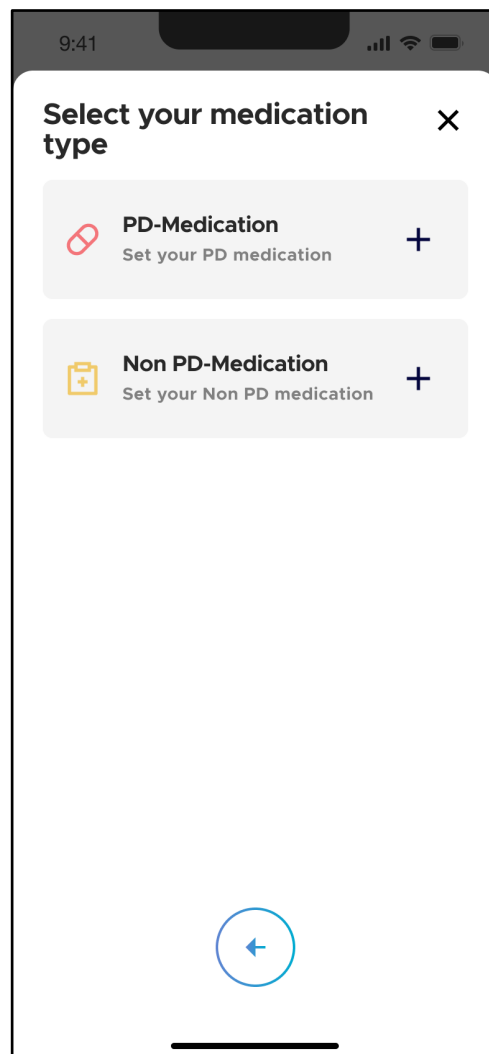 9:41
Select your medication
type
PD-Medication
Set your PD medication
Non PD-Medication
Set your Non PD medication